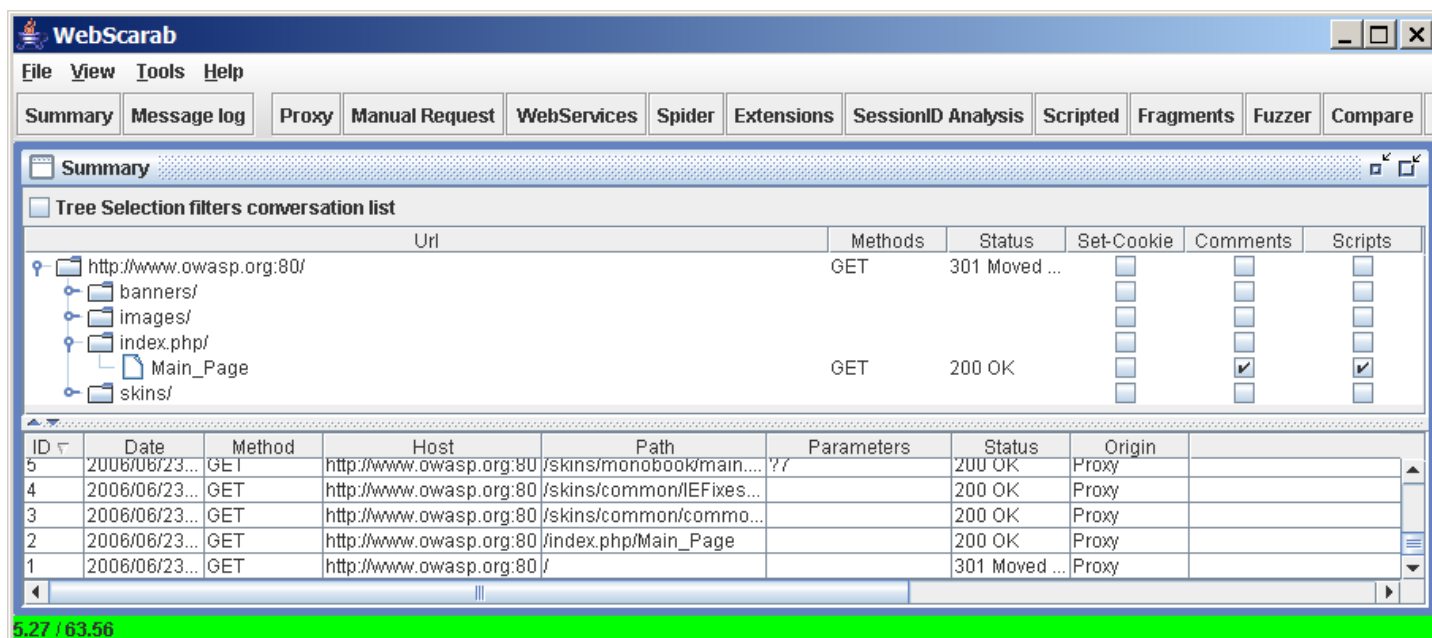 WebScarab
File View Tools Help
Summary Message log Proxy Manual Request WebServices Spider Extensions SessionID Analysis Scripted Fragments Fuzzer Compare
Summary
Tree Selection filters conversation list
Url Methods Status Set-Cookie Comments Scripts
http://www.owasp.org:80/ GET 301 Moved ...
banners/
images/
index.php/
Main_Page GET 200 OK
skins/
ID Date Method Host Path Parameters Status Origin
5 2006/06/23... GET http://www.owasp.org:80 /skins/monobook/main.... ?7 200 OK Proxy
4 2006/06/23... GET http://www.owasp.org:80 /skins/common/IEFixes... 200 OK Proxy
3 2006/06/23... GET http://www.owasp.org:80 /skins/common/commo... 200 OK Proxy
2 2006/06/23... GET http://www.owasp.org:80 /index.php/Main_Page 200 OK Proxy
1 2006/06/23... GET http://www.owasp.org:80 / 301 Moved ... Proxy
5.27 / 63.56